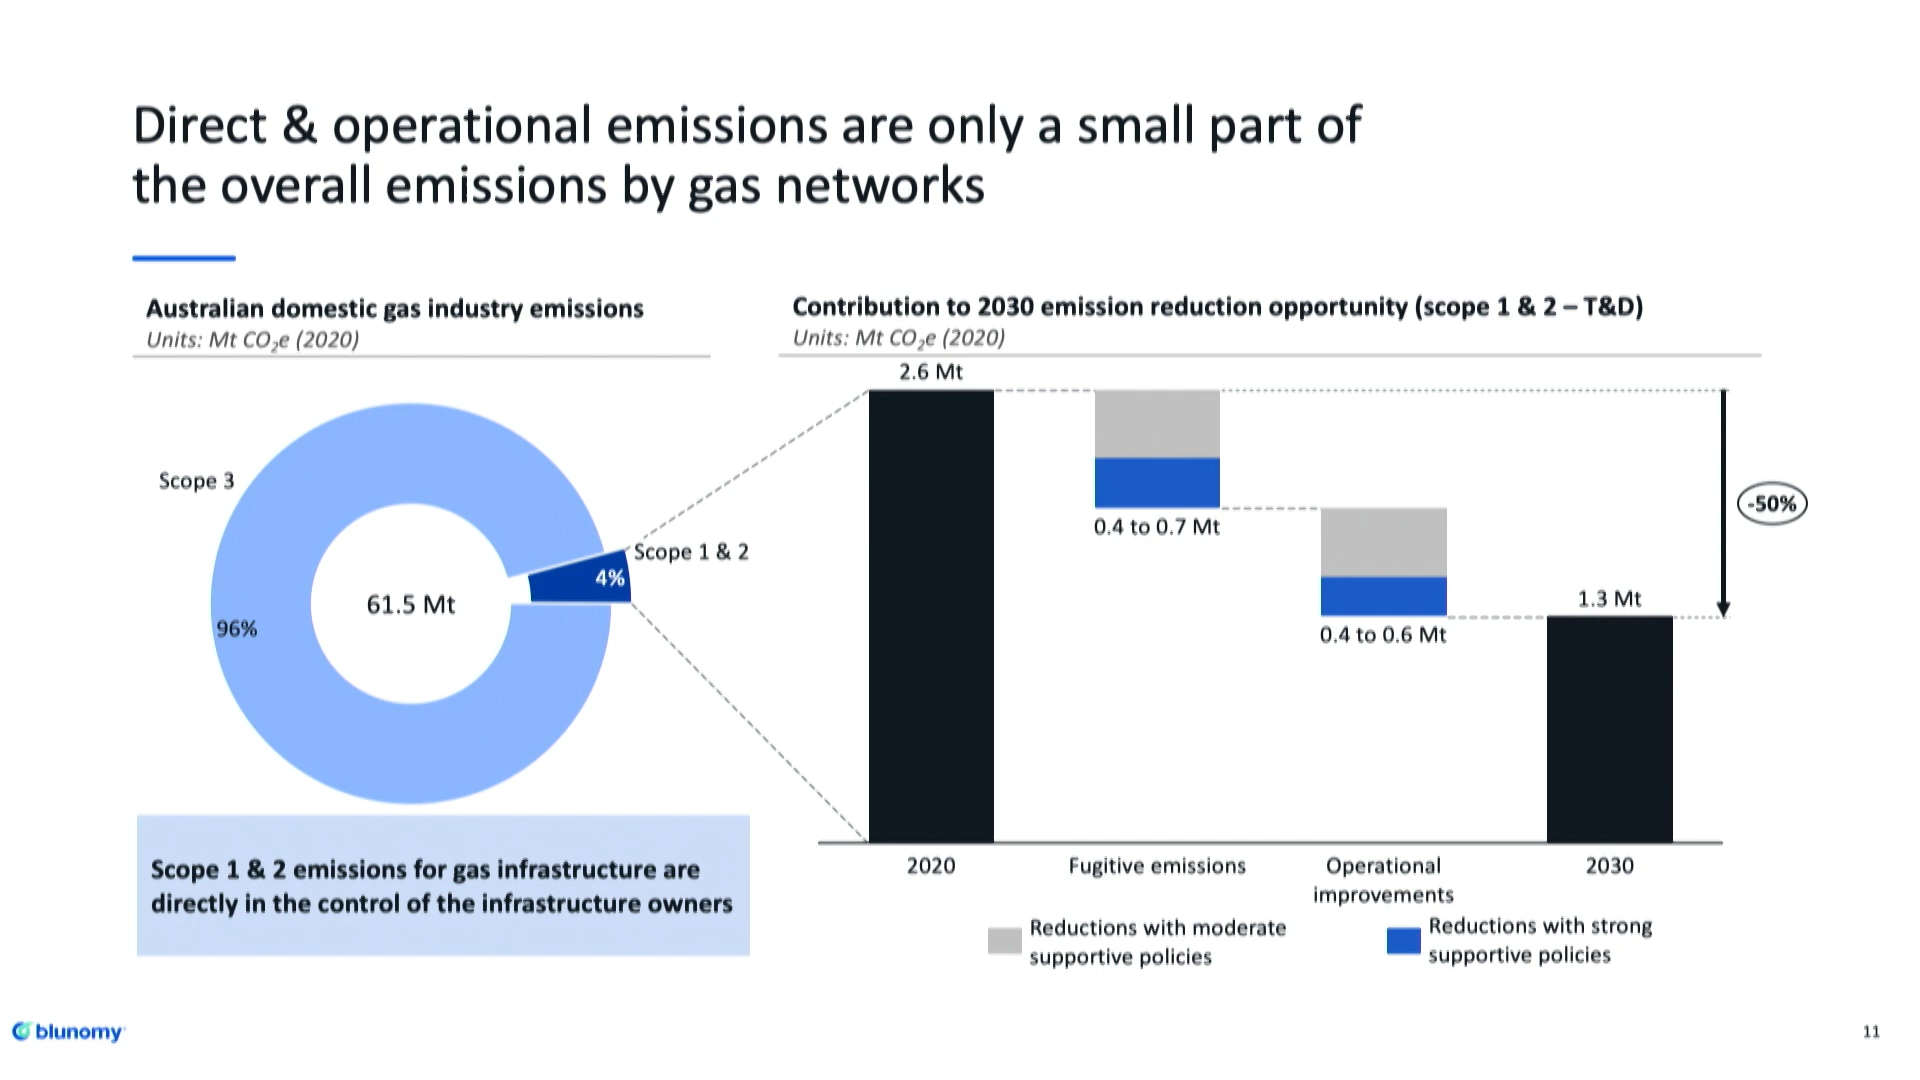 Direct & operational emissions are only a small part of
the overall emissions by gas networks
Australian domestic gas industry emissions
Units: Mt CO₂e (2020)
Scope 3
96%
61.5 Mt
4%
Scope 1 & 2
Scope 1 & 2 emissions for gas infrastructure are
directly in the control of the infrastructure owners
Contribution to 2030 emission reduction opportunity (scope 1 & 2 – T&D)
Units: Mt CO₂e (2020)
2.6 Mt
0.4 to 0.7 Mt
0.4 to 0.6 Mt
1.3 Mt
-50%
2020
Fugitive emissions
Operational
improvements
2030
Reductions with moderate
supportive policies
Reductions with strong
supportive policies
blunomy
11